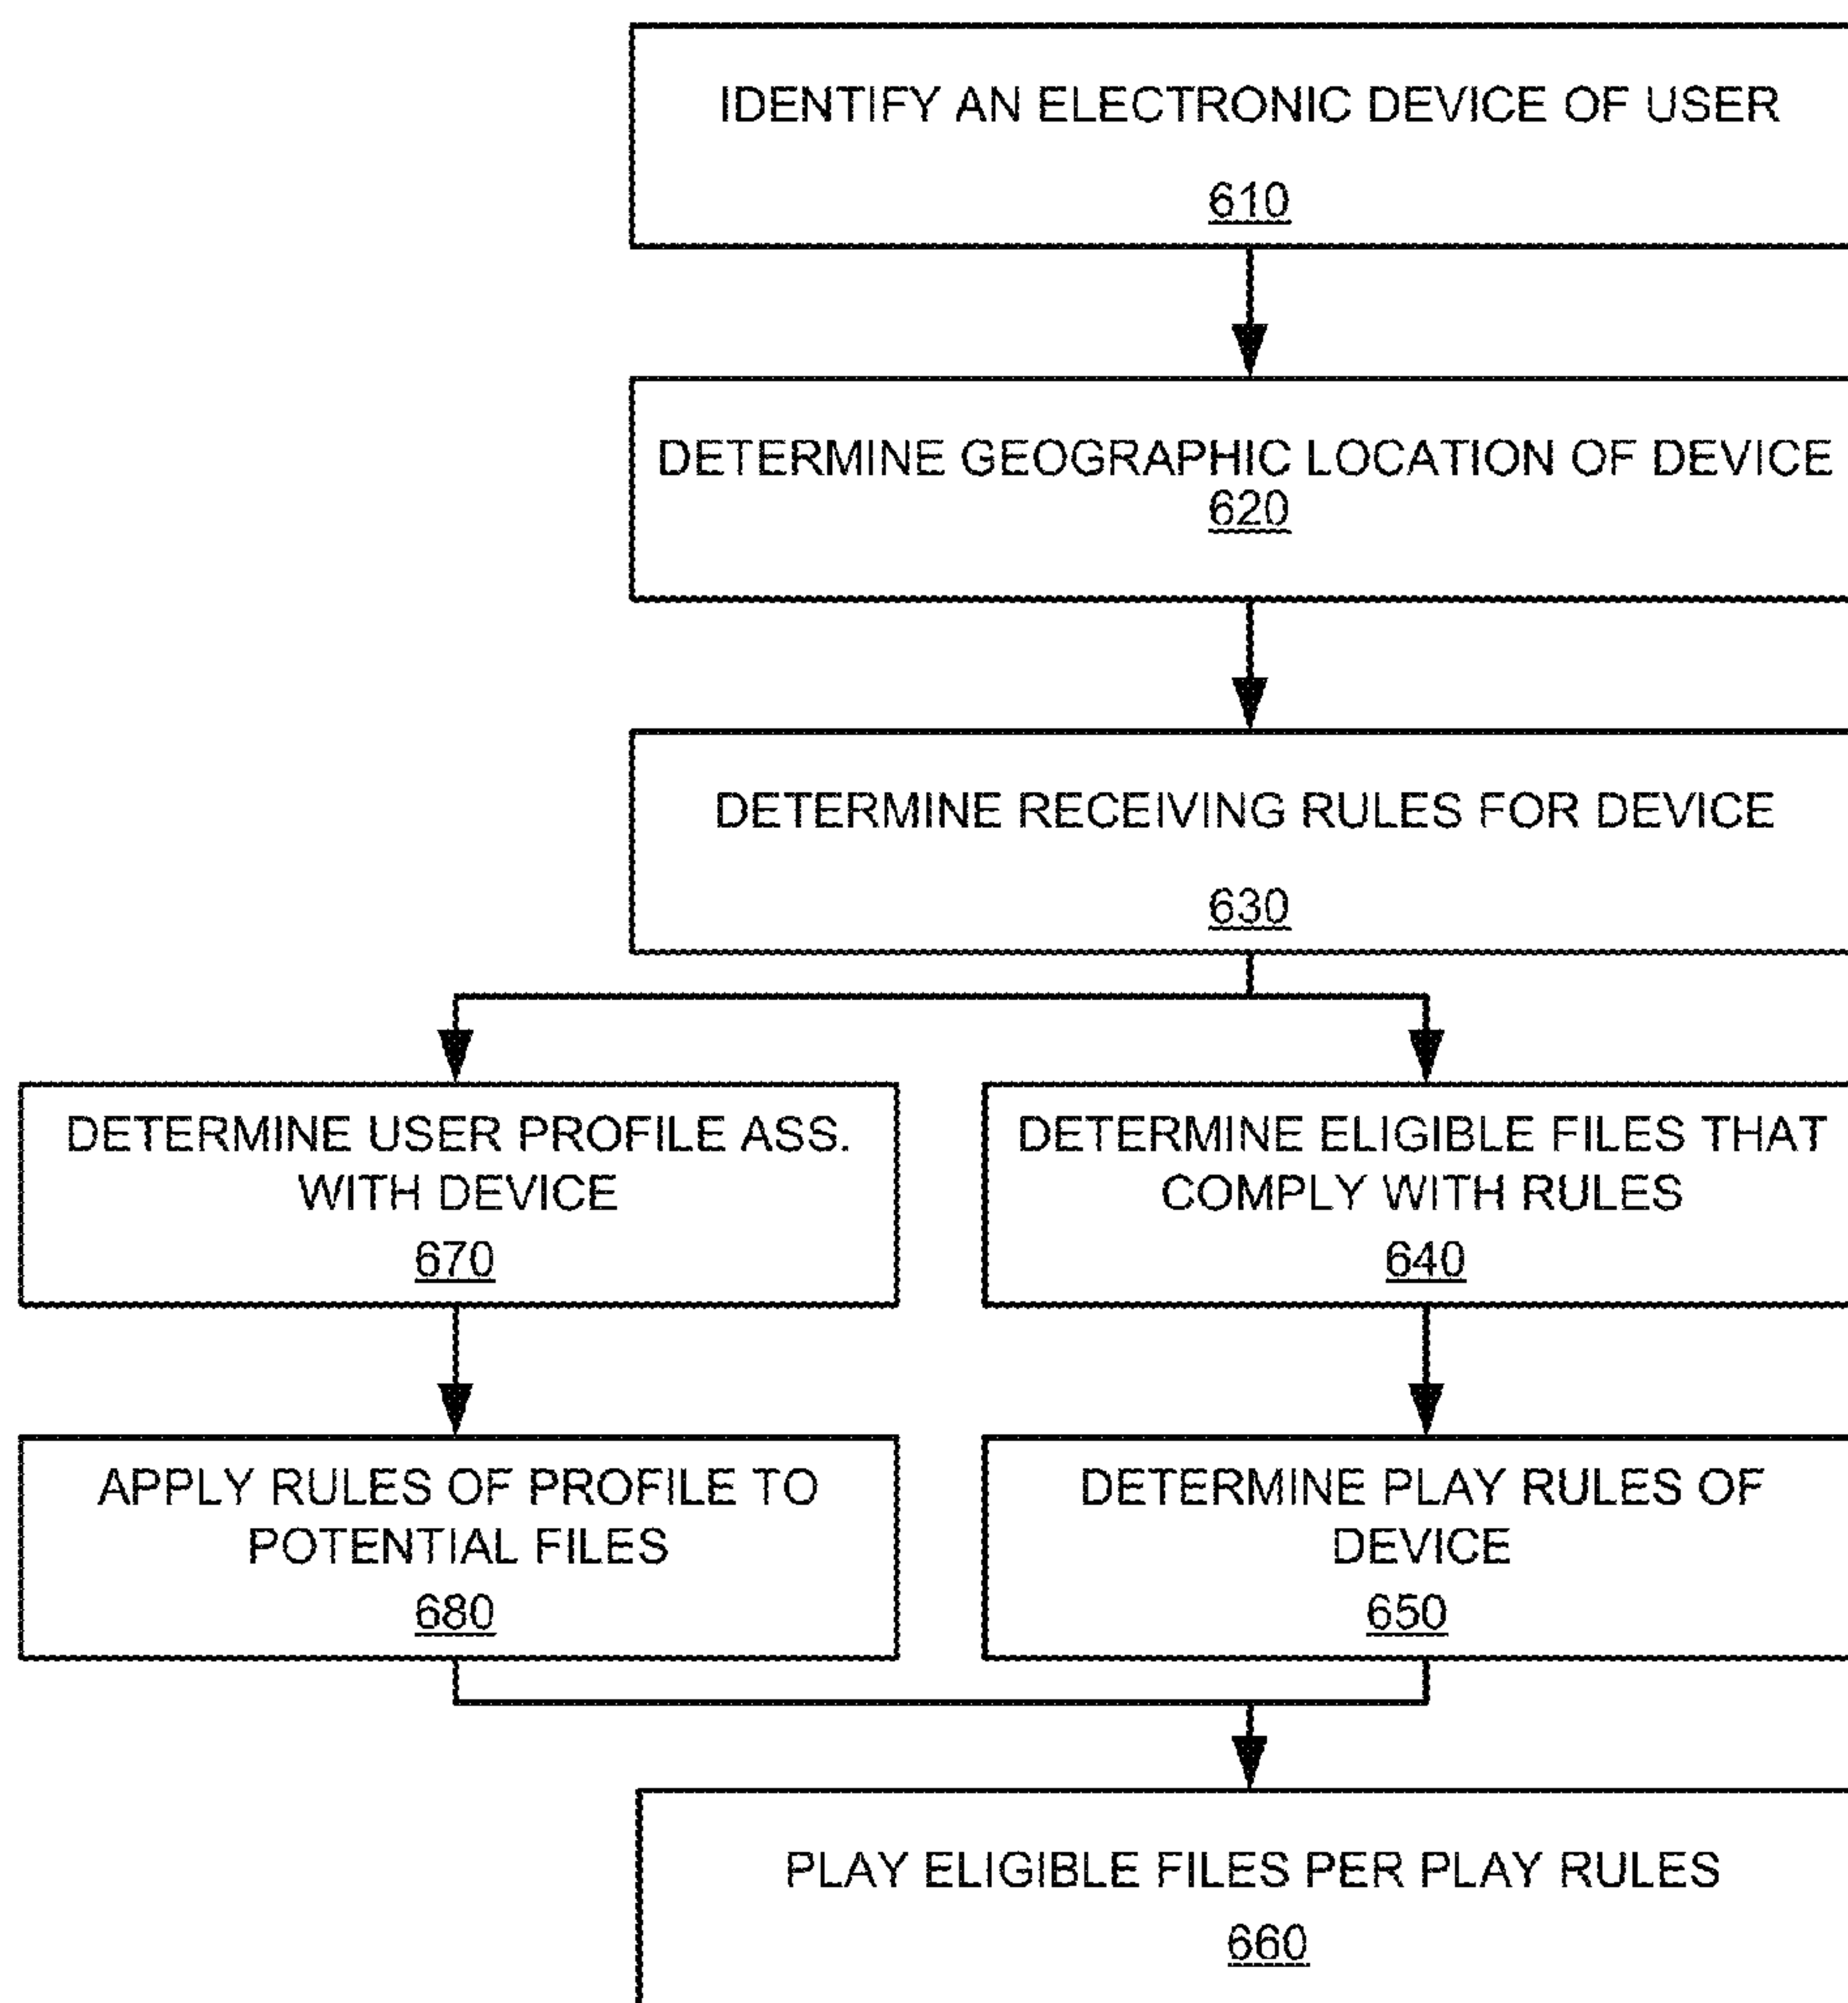 IDENTIFY AN ELECTRONIC DEVICE OF USER
610
DETERMINE GEOGRAPHIC LOCATION OF DEVICE
620
DETERMINE RECEIVING RULES FOR DEVICE
630
DETERMINE USER PROFILE ASS.
WITH DEVICE
670
DETERMINE ELIGIBLE FILES THAT
COMPLY WITH RULES
640
APPLY RULES OF PROFILE TO
POTENTIAL FILES
680
DETERMINE PLAY RULES OF
DEVICE
650
PLAY ELIGIBLE FILES PER PLAY RULES
660